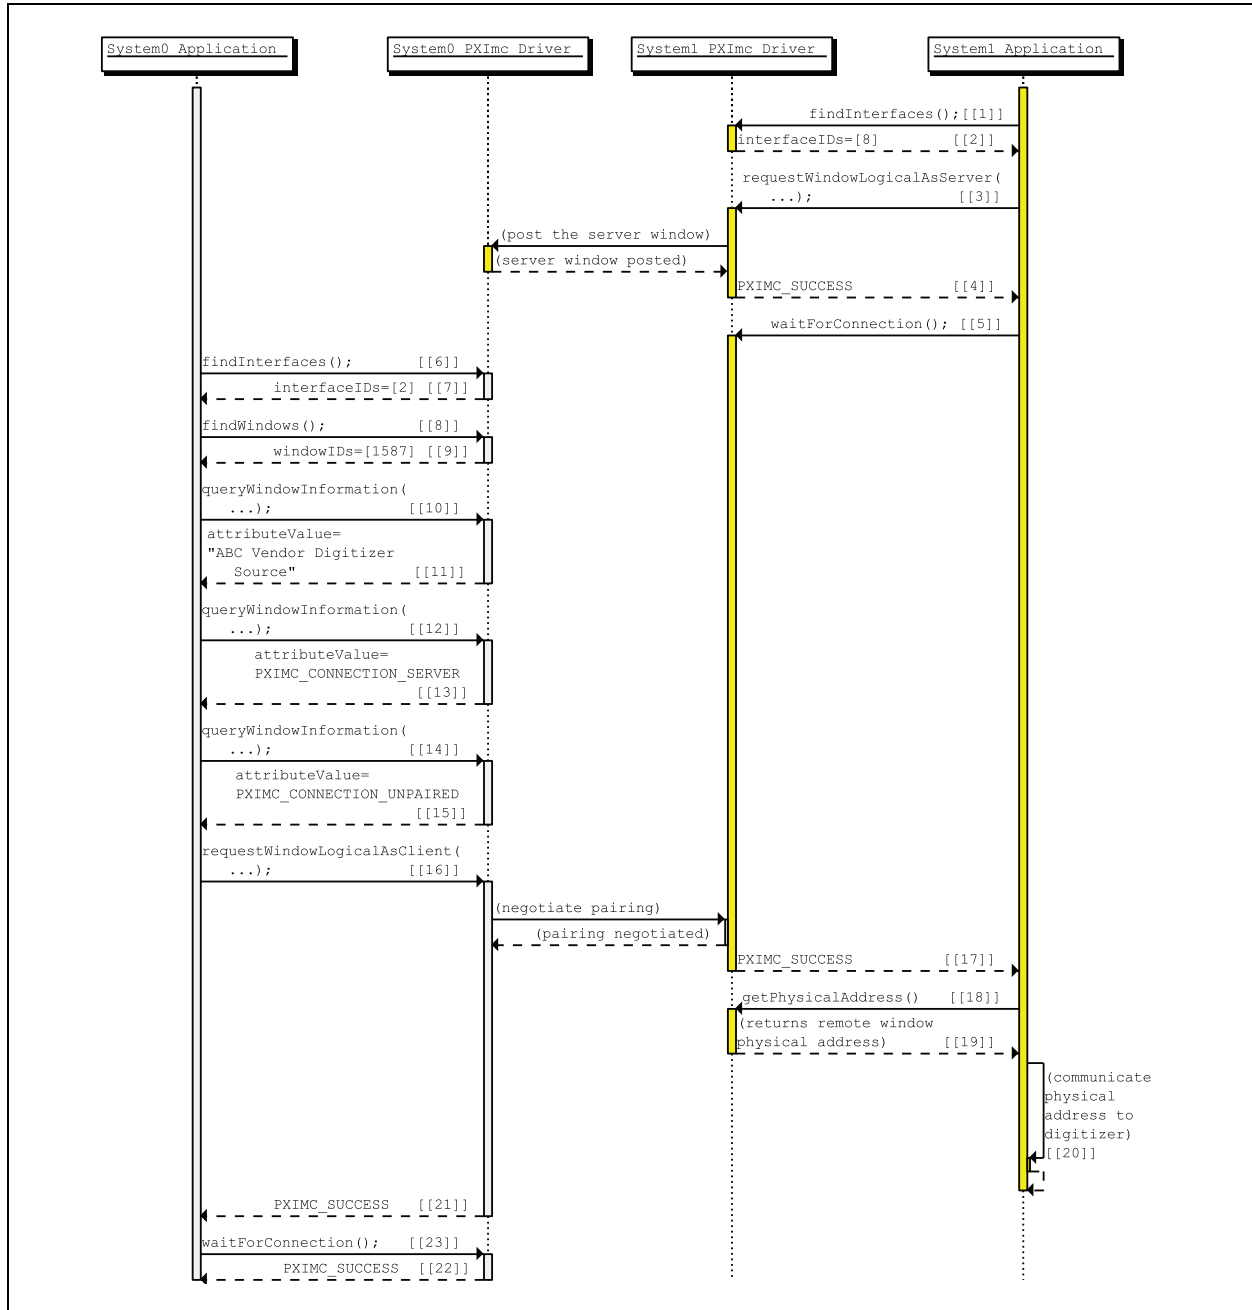 System0 Application
System0 PXImc Driver
System1 PXImc Driver
System1 Application
findInterfaces();[[1]]
interfaceIDs=[8] [[2]]
requestWindowLogicalAsServer(
...); [[3]]
(post the server window)
(server window posted)
PXIMC_SUCCESS [[4]]
waitForConnection(); [[5]]
findInterfaces(); [[6]]
interfaceIDs=[2] [[7]]
findWindows(); [[8]]
windowIDs=[1587] [[9]]
queryWindowInformation(
...); [[10]]
attributeValue=
"ABC Vendor Digitizer
Source" [[11]]
queryWindowInformation(
...); [[12]]
attributeValue=
PXIMC_CONNECTION_SERVER
[[13]]
queryWindowInformation(
...); [[14]]
attributeValue=
PXIMC_CONNECTION_UNPAIRED
[[15]]
requestWindowLogicalAsClient(
...); [[16]]
(negotiate pairing)
(pairing negotiated)
PXIMC_SUCCESS [[17]]
getPhysicalAddress() [[18]]
(returns remote window
physical address) [[19]]
(communicate
physical
address to
digitizer)
[[20]]
PXIMC_SUCCESS [[21]]
waitForConnection(); [[23]]
PXIMC_SUCCESS [[22]]